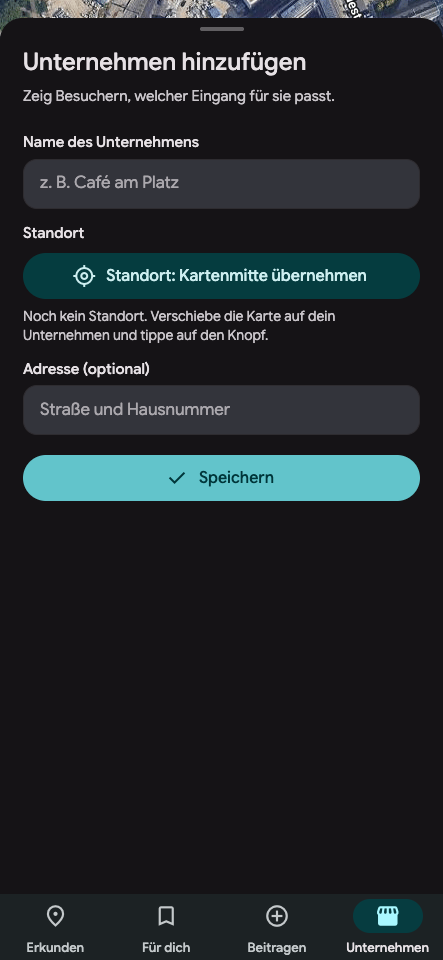 Unternehmen hinzufügen
Zeig Besuchern, welcher Eingang für sie passt.
Name des Unternehmens
z. B. Café am Platz
Standort
Standort: Kartenmitte übernehmen
Noch kein Standort. Verschiebe die Karte auf dein
Unternehmen und tippe auf den Knopf.
Adresse (optional)
Straße und Hausnummer
Speichern
Erkunden
Für dich
Beitragen
Unternehmen